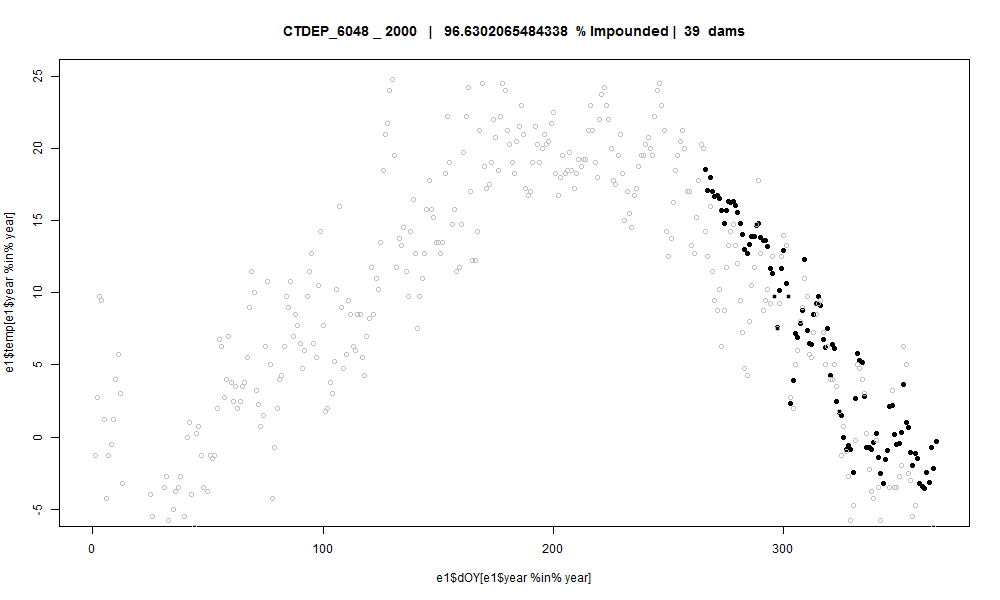 CTDEP_6048 _ 2000 | 96.6302065484338 % Impounded | 39 dams
e1$temp[e1$year %in% year]
25
20
15
10
5
0
-5
0 100 200 300
e1$dOY[e1$year %in% year]